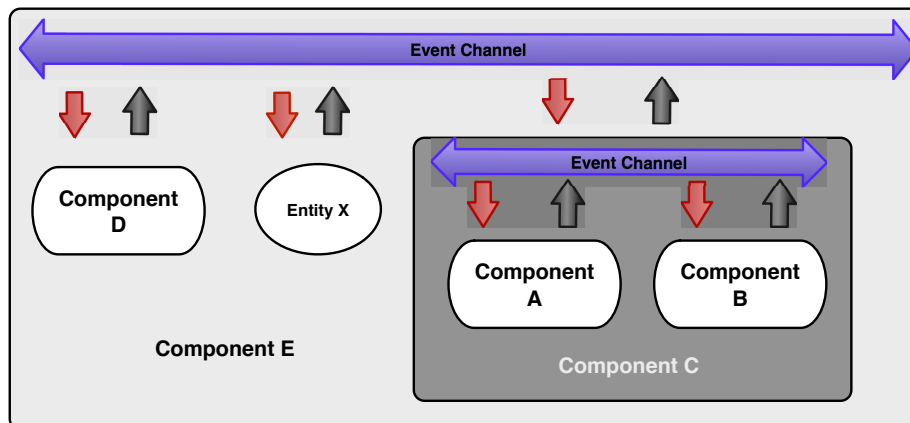 Event Channel
Event Channel
Component
D
Entity X
Component
A
Component
B
Component E
Component C